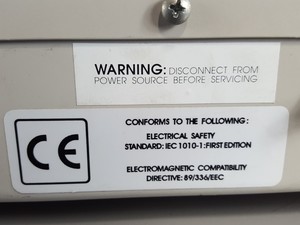 WARNING: DISCONNECT FROM
POWER SOURCE BEFORE SERVICING
CE
CONFORMS TO THE FOLLOWING:
ELECTRICAL SAFETY
STANDARD: IEC 1010-1: FIRST EDITION
ELECTROMAGNETIC COMPATIBILITY
DIRECTIVE: 89/336/EEC